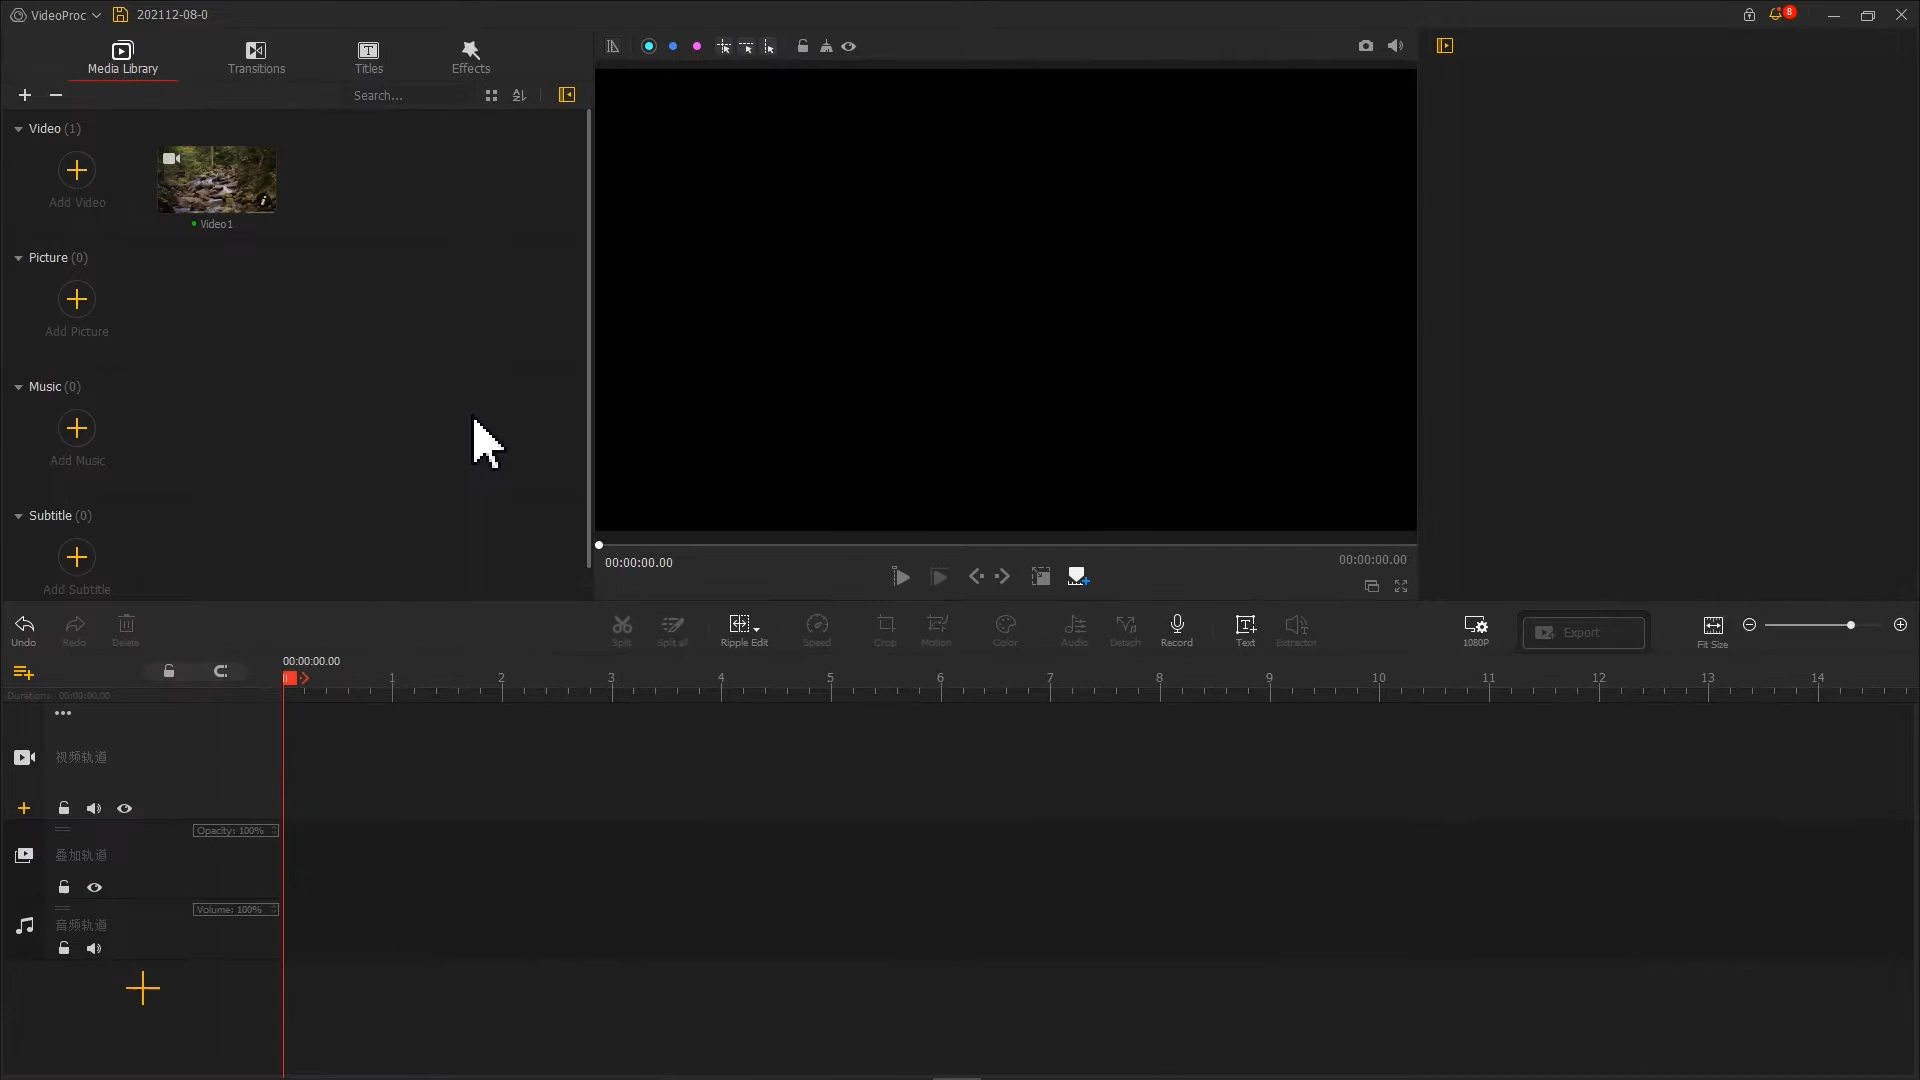 VideoProc
202112-08-0
8
Media Library
Transitions
Titles
Effects
Search...
Video (1)
Add Video
Video1
Picture (0)
Add Picture
Music (0)
Add Music
Subtitle (0)
Add Subtitle
00:00:00.00
00:00:00.00
Undo
Redo
Delete
Split
Split all
Ripple Edit
Speed
Crop
Motion
Color
Audio
Detach
Record
Text
Extractor
1080P
Export
Fit Size
00:00:00.00
1 2 3 4 5 6 7 8 9 10 11 12 13 14
Duration: 00:00:00.00
视频轨道
Opacity: 100%
叠加轨道
Volume: 100%
音频轨道